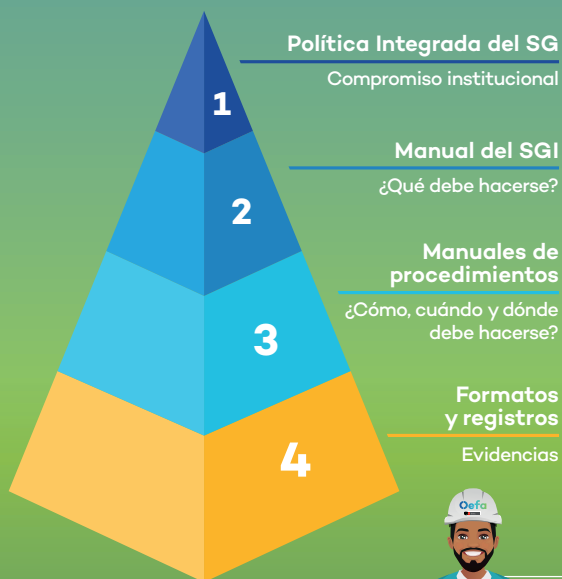 Política Integrada del SG
Compromiso institucional
1
Manual del SGI
¿Qué debe hacerse?
2
Manuales de
procedimientos
¿Cómo, cuándo y dónde
debe hacerse?
3
Formatos
y registros
Evidencias
4
Oefa